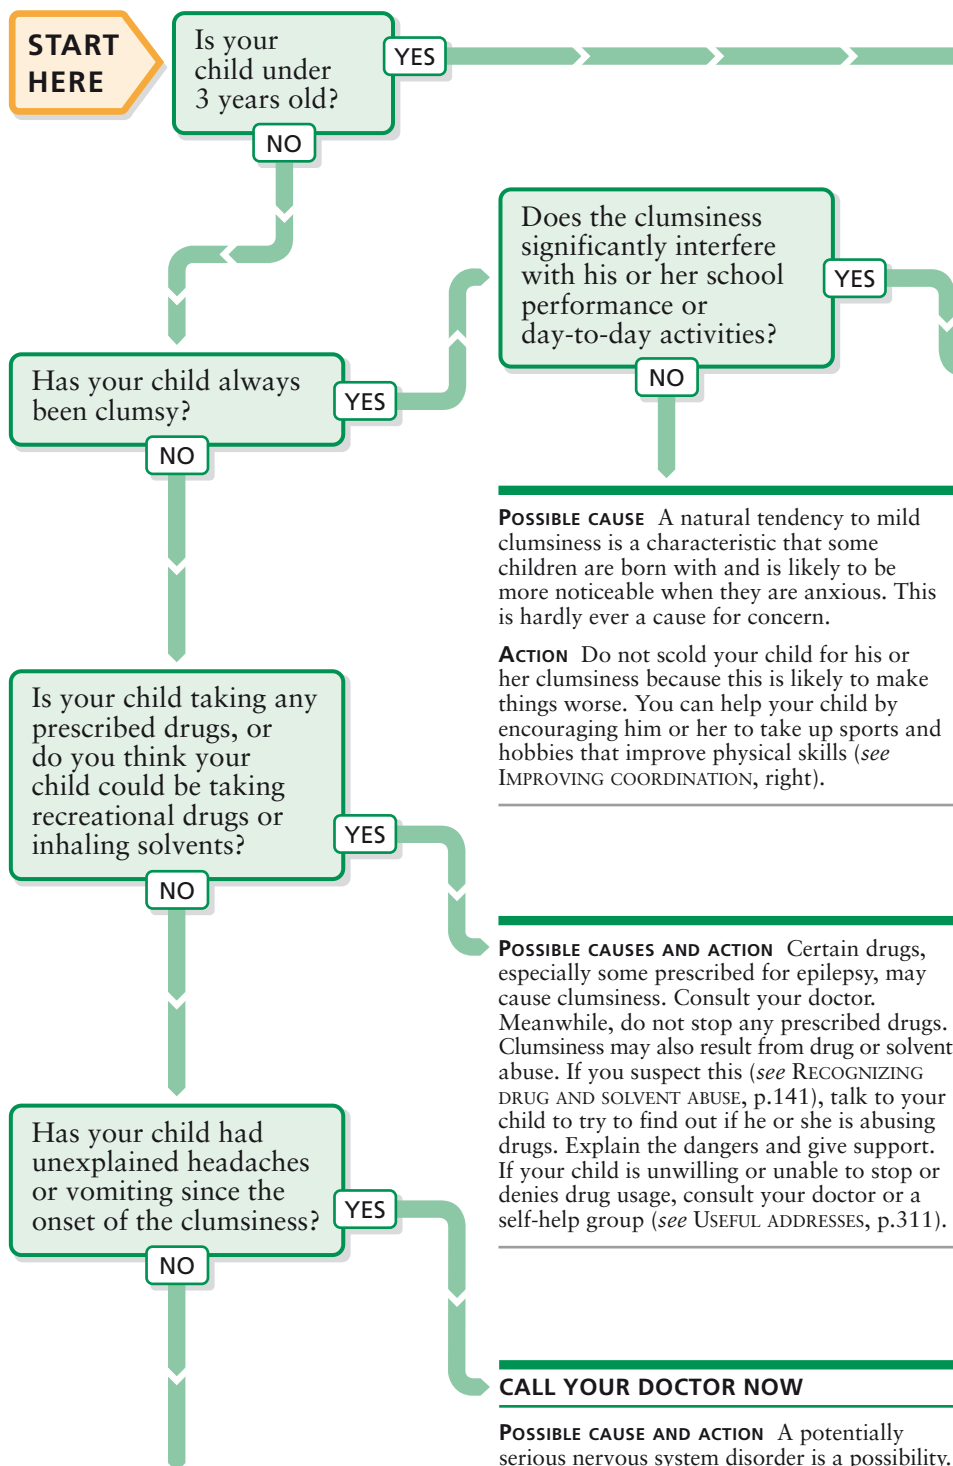 START
HERE
Is your
child under
3 years old?
YES
NO
Does the clumsiness
significantly interfere
with his or her school
performance or
day-to-day activities?
YES
NO
Has your child always
been clumsy?
YES
NO
POSSIBLE CAUSE A natural tendency to mild
clumsiness is a characteristic that some
children are born with and is likely to be
more noticeable when they are anxious. This
is hardly ever a cause for concern.
ACTION Do not scold your child for his or
her clumsiness because this is likely to make
things worse. You can help your child by
encouraging him or her to take up sports and
hobbies that improve physical skills (see
IMPROVING COORDINATION, right).
Is your child taking any
prescribed drugs, or
do you think your
child could be taking
recreational drugs or
inhaling solvents?
YES
NO
POSSIBLE CAUSES AND ACTION Certain drugs,
especially some prescribed for epilepsy, may
cause clumsiness. Consult your doctor.
Meanwhile, do not stop any prescribed drugs.
Clumsiness may also result from drug or solvent
abuse. If you suspect this (see RECOGNIZING
DRUG AND SOLVENT ABUSE, p.141), talk to your
child to try to find out if he or she is abusing
drugs. Explain the dangers and give support.
If your child is unwilling or unable to stop or
denies drug usage, consult your doctor or a
self-help group (see USEFUL ADDRESSES, p.311).
Has your child had
unexplained headaches
or vomiting since the
onset of the clumsiness?
YES
NO
CALL YOUR DOCTOR NOW
POSSIBLE CAUSE AND ACTION A potentially
serious nervous system disorder is a possibility.